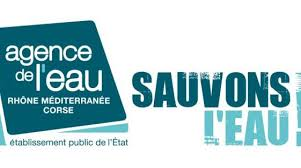 agence
de l'eau
RHÔNE MÉDITERRANÉE
CORSE
établissement public de l'État
SAUVONS
L'EAU!